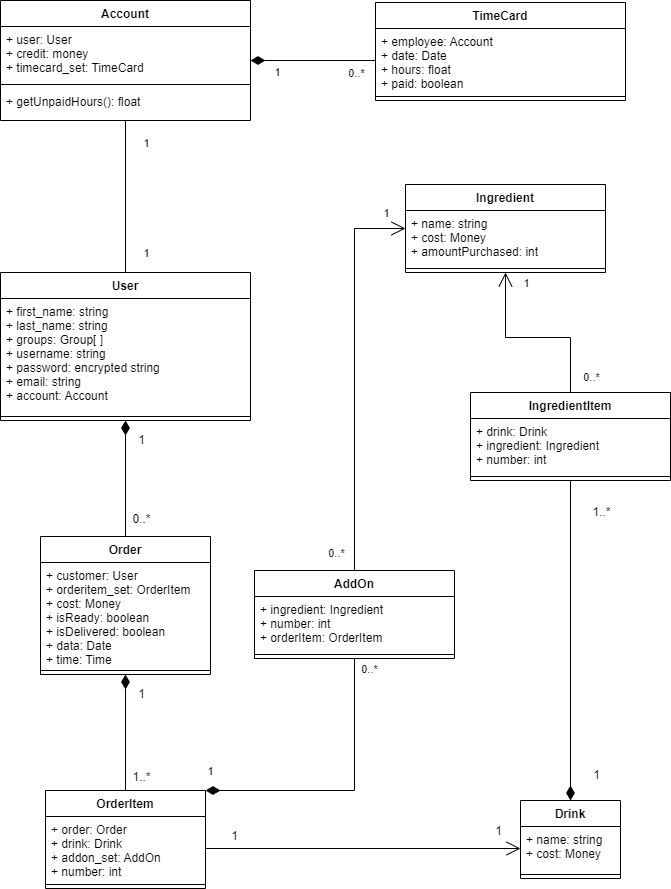 Account
+ user: User
+ credit: money
+ timecard_set: TimeCard
+ getUnpaidHours(): float
TimeCard
+ employee: Account
+ date: Date
+ hours: float
+ paid: boolean
1
0..*
1
1
Ingredient
+ name: string
+ cost: Money
+ amountPurchased: int
1
1
User
+ first_name: string
+ last_name: string
+ groups: Group[ ]
+ username: string
+ password: encrypted string
+ email: string
+ account: Account
0..*
IngredientItem
+ drink: Drink
+ ingredient: Ingredient
+ number: int
1
0..*
1..*
Order
+ customer: User
+ orderitem_set: OrderItem
+ cost: Money
+ isReady: boolean
+ isDelivered: boolean
+ data: Date
+ time: Time
0..*
AddOn
+ ingredient: Ingredient
+ number: int
+ orderItem: OrderItem
0..*
1
1..*
1
1
OrderItem
+ order: Order
+ drink: Drink
+ addon_set: AddOn
+ number: int
1
1
Drink
+ name: string
+ cost: Money